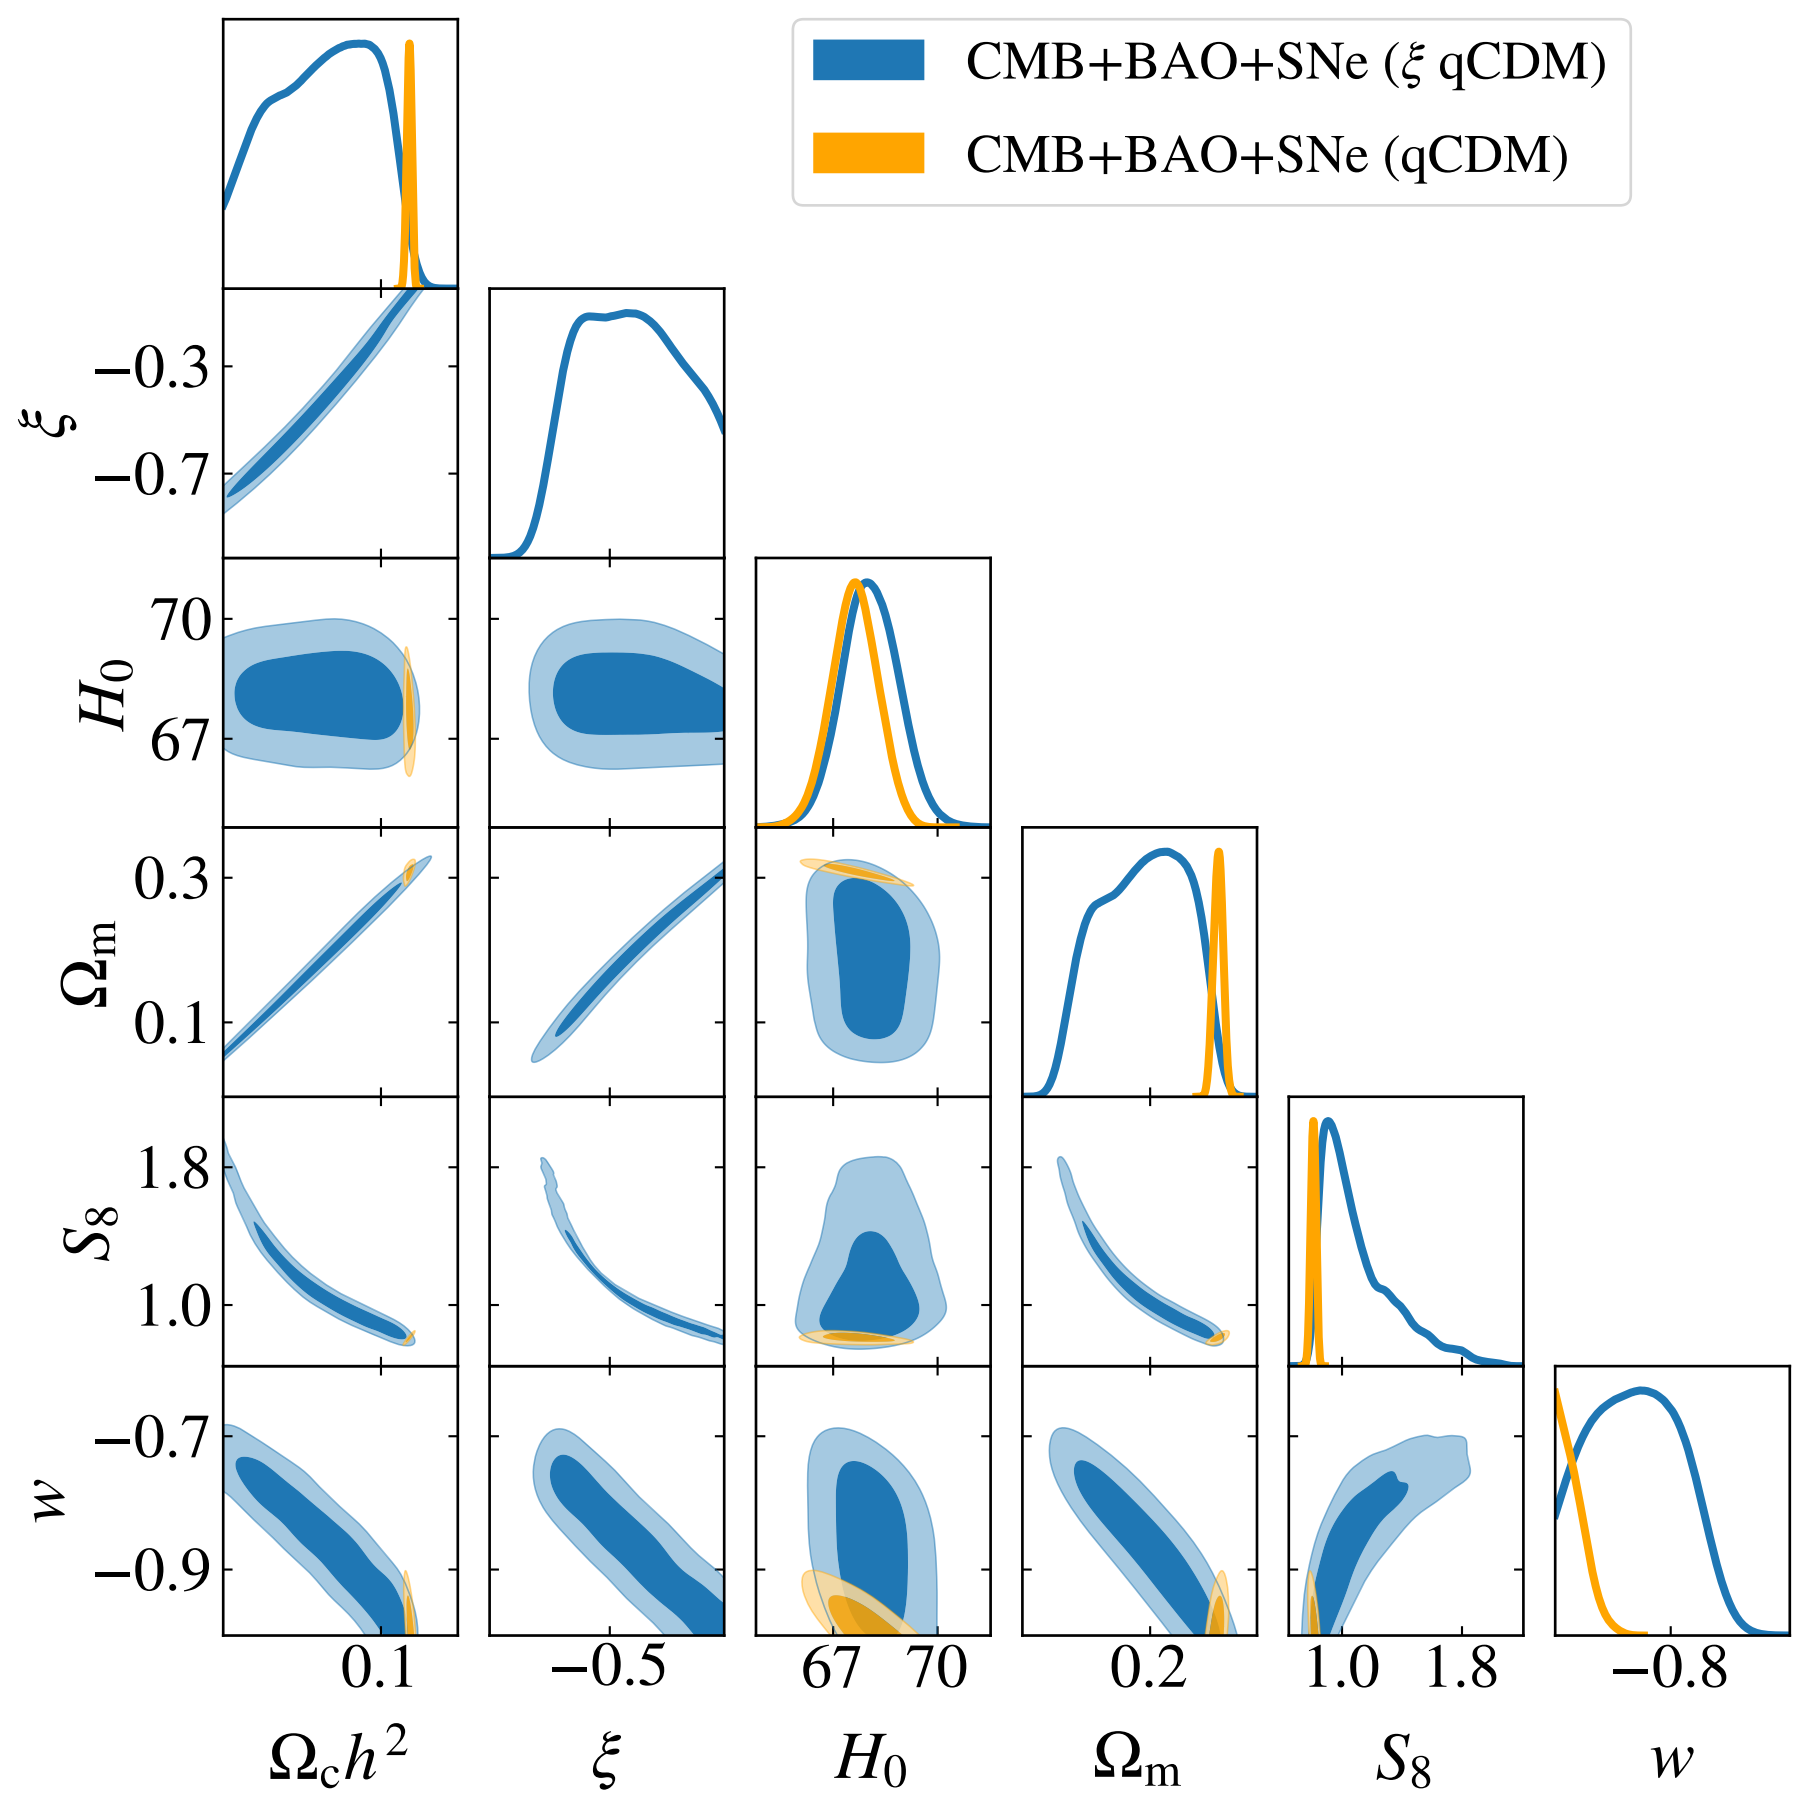 CMB+BAO+SNe (ξ qCDM)
CMB+BAO+SNe (qCDM)
−0.3
−0.7
ξ
70
67
H₀
0.3
0.1
Ωₘ
1.8
1.0
S₈
−0.7
−0.9
w
0.1
−0.5
67 70
0.2
1.0 1.8
−0.8
Ω_c h²
ξ
H₀
Ωₘ
S₈
w